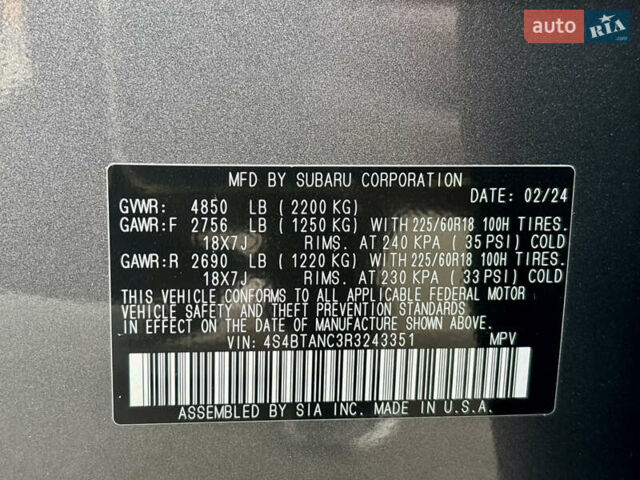 auto RIA
.com
MFD BY SUBARU CORPORATION
DATE: 02/24
GVWR: 4850 LB ( 2200 KG)
GAWR:F 2756 LB ( 1250 KG) WITH 225/60R18 100H TIRES.
18X7J RIMS. AT 240 KPA ( 35 PSI) COLD
GAWR:R 2690 LB ( 1220 KG) WITH 225/60R18 100H TIRES.
18X7J RIMS. AT 230 KPA ( 33 PSI) COLD
THIS VEHICLE CONFORMS TO ALL APPLICABLE FEDERAL MOTOR
VEHICLE SAFETY AND THEFT PREVENTION STANDARDS
IN EFFECT ON THE DATE OF MANUFACTURE SHOWN ABOVE.
VIN: 4S4BTANC3R3243351 MPV
ASSEMBLED BY SIA INC. MADE IN U.S.A.